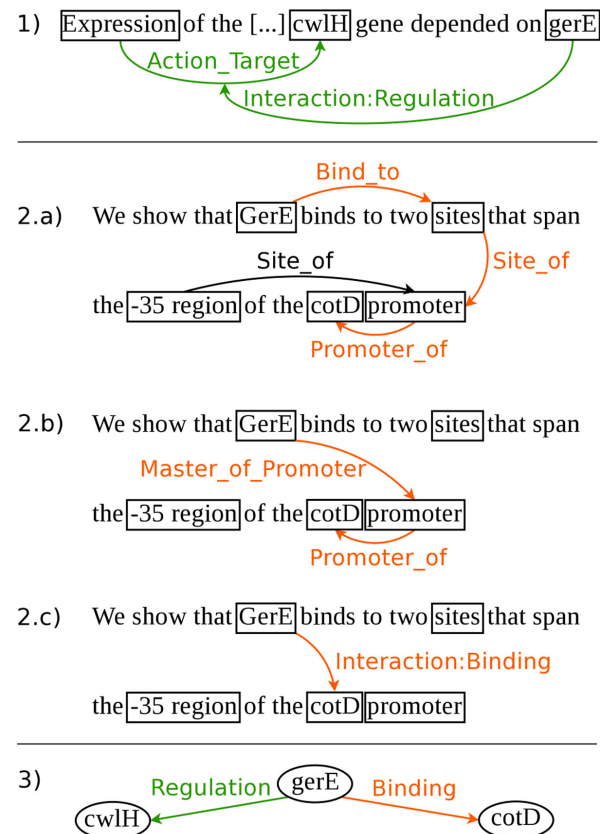 1) Expression of the [...] cwlH gene depended on gerE
Action_Target
Interaction:Regulation
Bind_to
2.a) We show that GerE binds to two sites that span
Site_of
Site_of
the -35 region of the cotD promoter
Promoter_of
2.b) We show that GerE binds to two sites that span
Master_of_Promoter
the -35 region of the cotD promoter
Promoter_of
2.c) We show that GerE binds to two sites that span
Interaction:Binding
the -35 region of the cotD promoter
3) Regulation gerE Binding
cwlH cotD